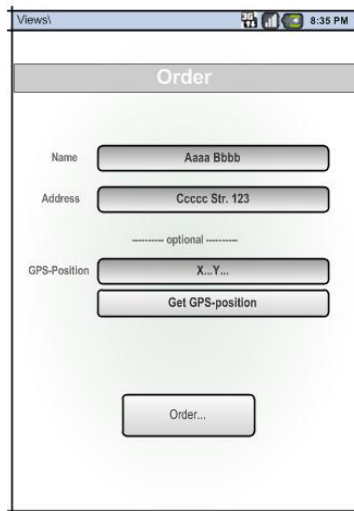 Views\ 3G 8:35 PM
Order
Name Aaaa Bbbb
Address Ccccc Str. 123
---------- optional ----------
GPS-Position X...Y...
Get GPS-position
Order...